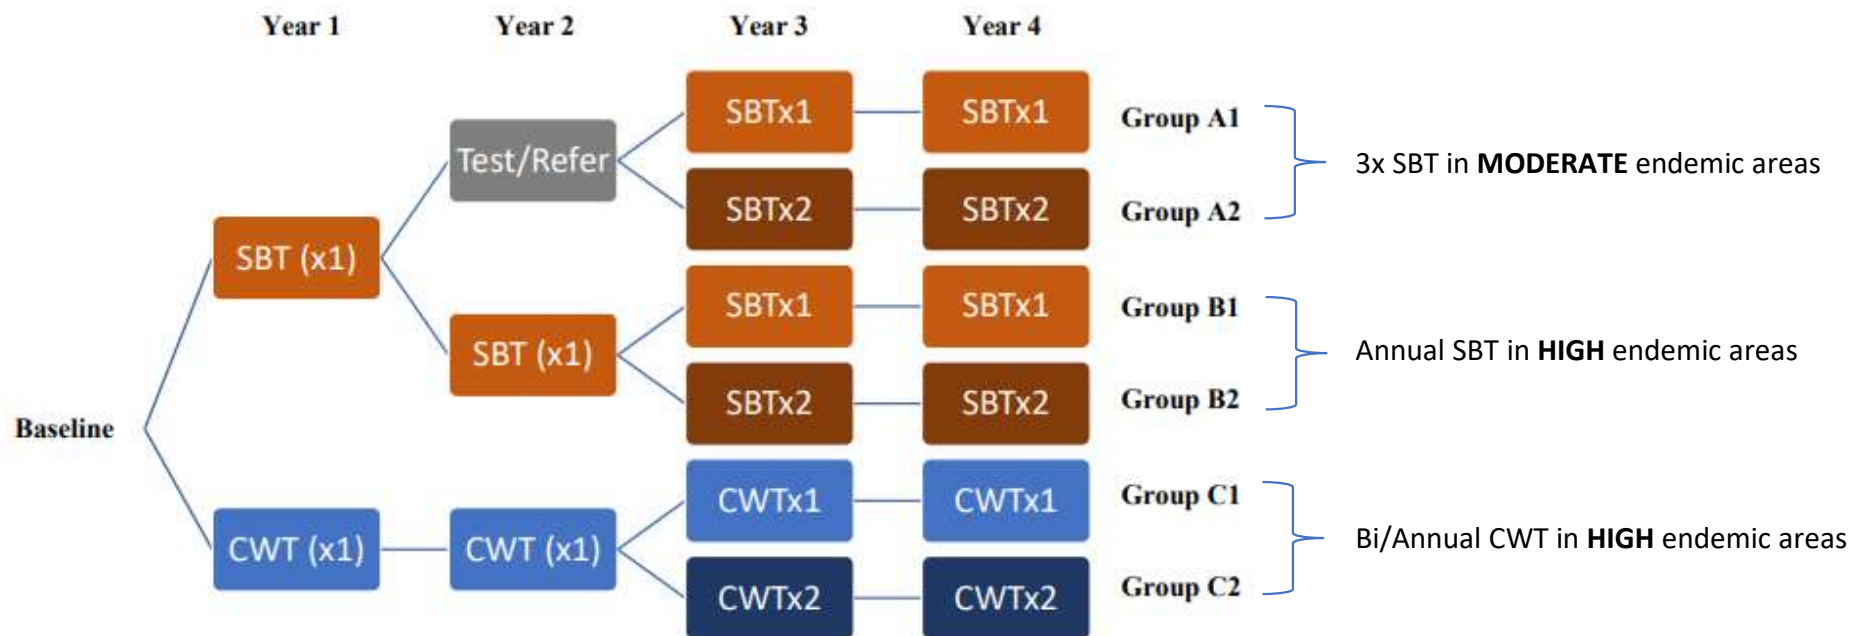 Year 1 Year 2 Year 3 Year 4
SBTx1 SBTx1 Group A1
Test/Refer
3x SBT in MODERATE endemic areas
SBTx2 SBTx2 Group A2
SBT (x1)
SBTx1 SBTx1 Group B1
SBT (x1)
Annual SBT in HIGH endemic areas
SBTx2 SBTx2 Group B2
Baseline
CWTx1 CWTx1 Group C1
CWT (x1) CWT (x1)
Bi/Annual CWT in HIGH endemic areas
CWTx2 CWTx2 Group C2